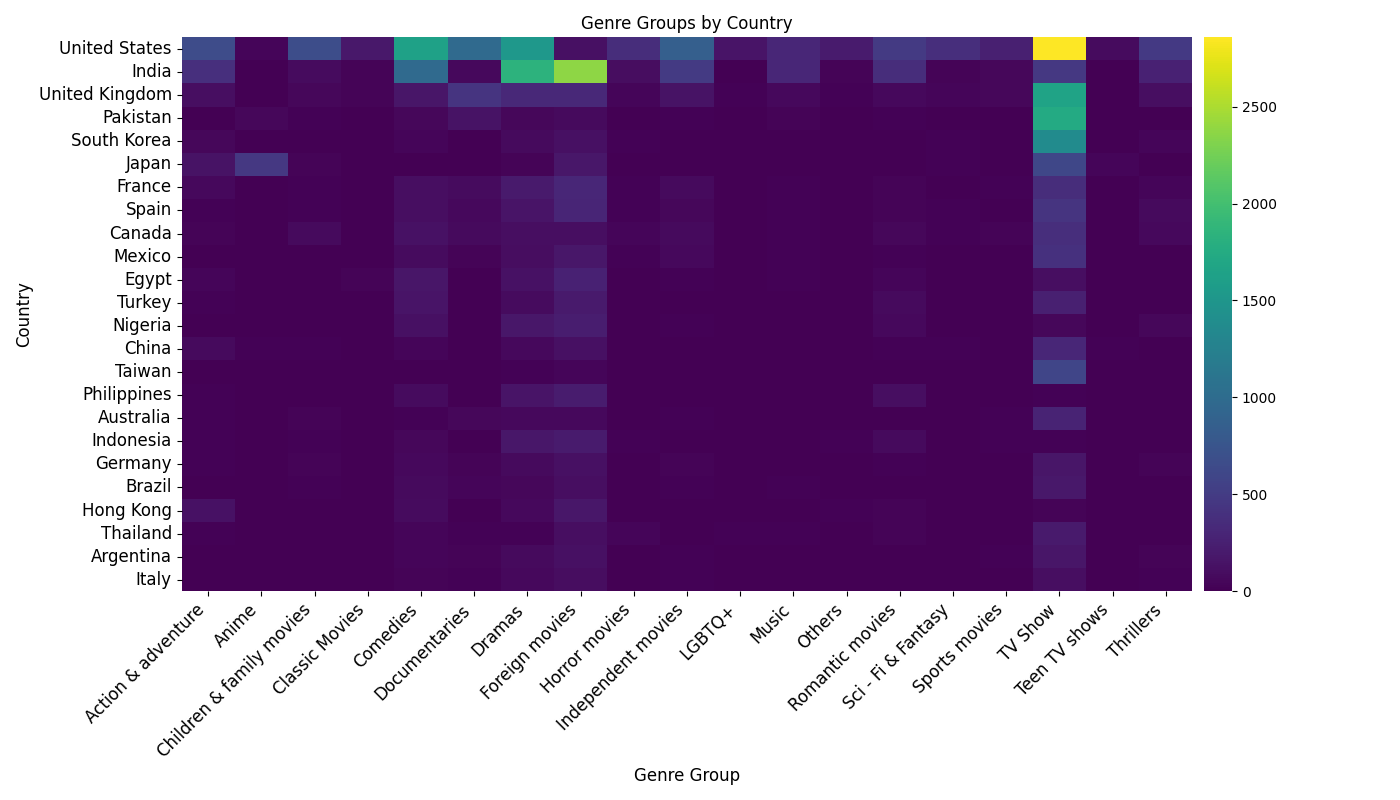 Genre Groups by Country
United States
India
United Kingdom
Pakistan
South Korea
Japan
France
Spain
Canada
Mexico
Egypt
Turkey
Nigeria
China
Taiwan
Philippines
Australia
Indonesia
Germany
Brazil
Hong Kong
Thailand
Argentina
Italy
Country
2500
2000
1500
1000
500
0
Action & adventure
Anime
Children & family movies
Classic Movies
Comedies
Documentaries
Dramas
Foreign movies
Horror movies
Independent movies
LGBTQ+
Music
Others
Romantic movies
Sci - Fi & Fantasy
Sports movies
TV Show
Teen TV shows
Thrillers
Genre Group